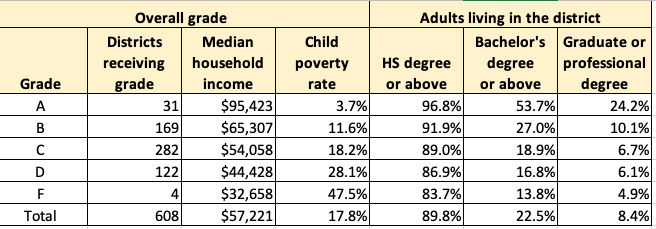 Overall grade Adults living in the district
Districts Median Child Bachelor's Graduate or
receiving household poverty HS degree degree professional
Grade grade income rate or above or above degree
A 31 $95,423 3.7% 96.8% 53.7% 24.2%
B 169 $65,307 11.6% 91.9% 27.0% 10.1%
C 282 $54,058 18.2% 89.0% 18.9% 6.7%
D 122 $44,428 28.1% 86.9% 16.8% 6.1%
F 4 $32,658 47.5% 83.7% 13.8% 4.9%
Total 608 $57,221 17.8% 89.8% 22.5% 8.4%